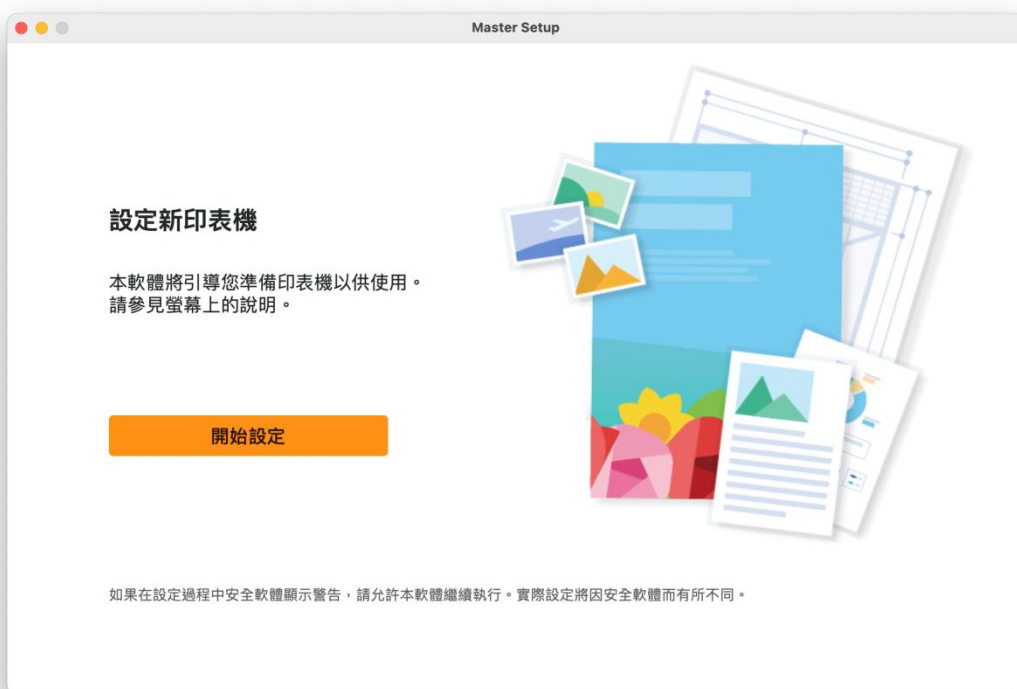 Master Setup
設定新印表機
本軟體將引導您準備印表機以供使用。
請參見螢幕上的說明。
開始設定
如果在設定過程中安全軟體顯示警告，請允許本軟體繼續執行。實際設定將因安全軟體而有所不同。